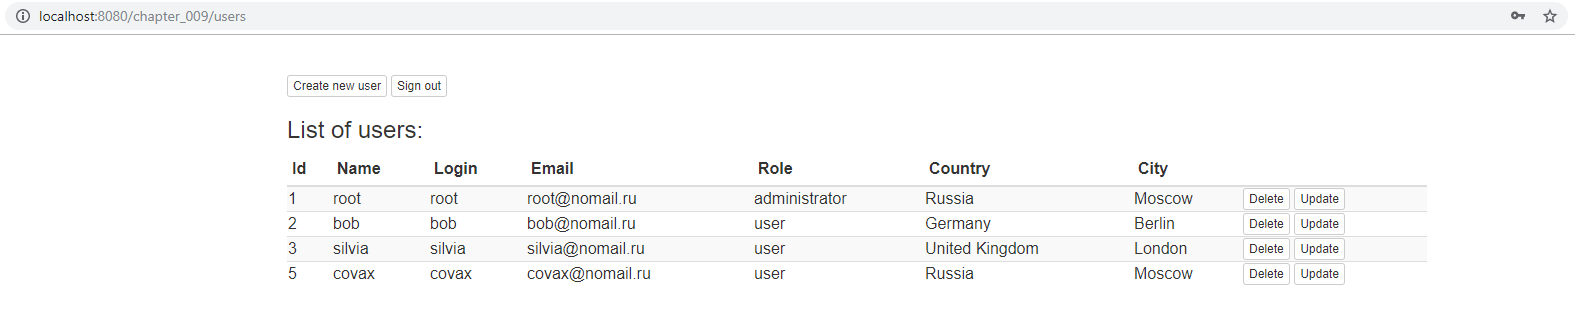 localhost:8080/chapter_009/users
Create new user Sign out
List of users:
Id Name Login Email Role Country City
1 root root root@nomail.ru administrator Russia Moscow Delete Update
2 bob bob bob@nomail.ru user Germany Berlin Delete Update
3 silvia silvia silvia@nomail.ru user United Kingdom London Delete Update
5 covax covax covax@nomail.ru user Russia Moscow Delete Update